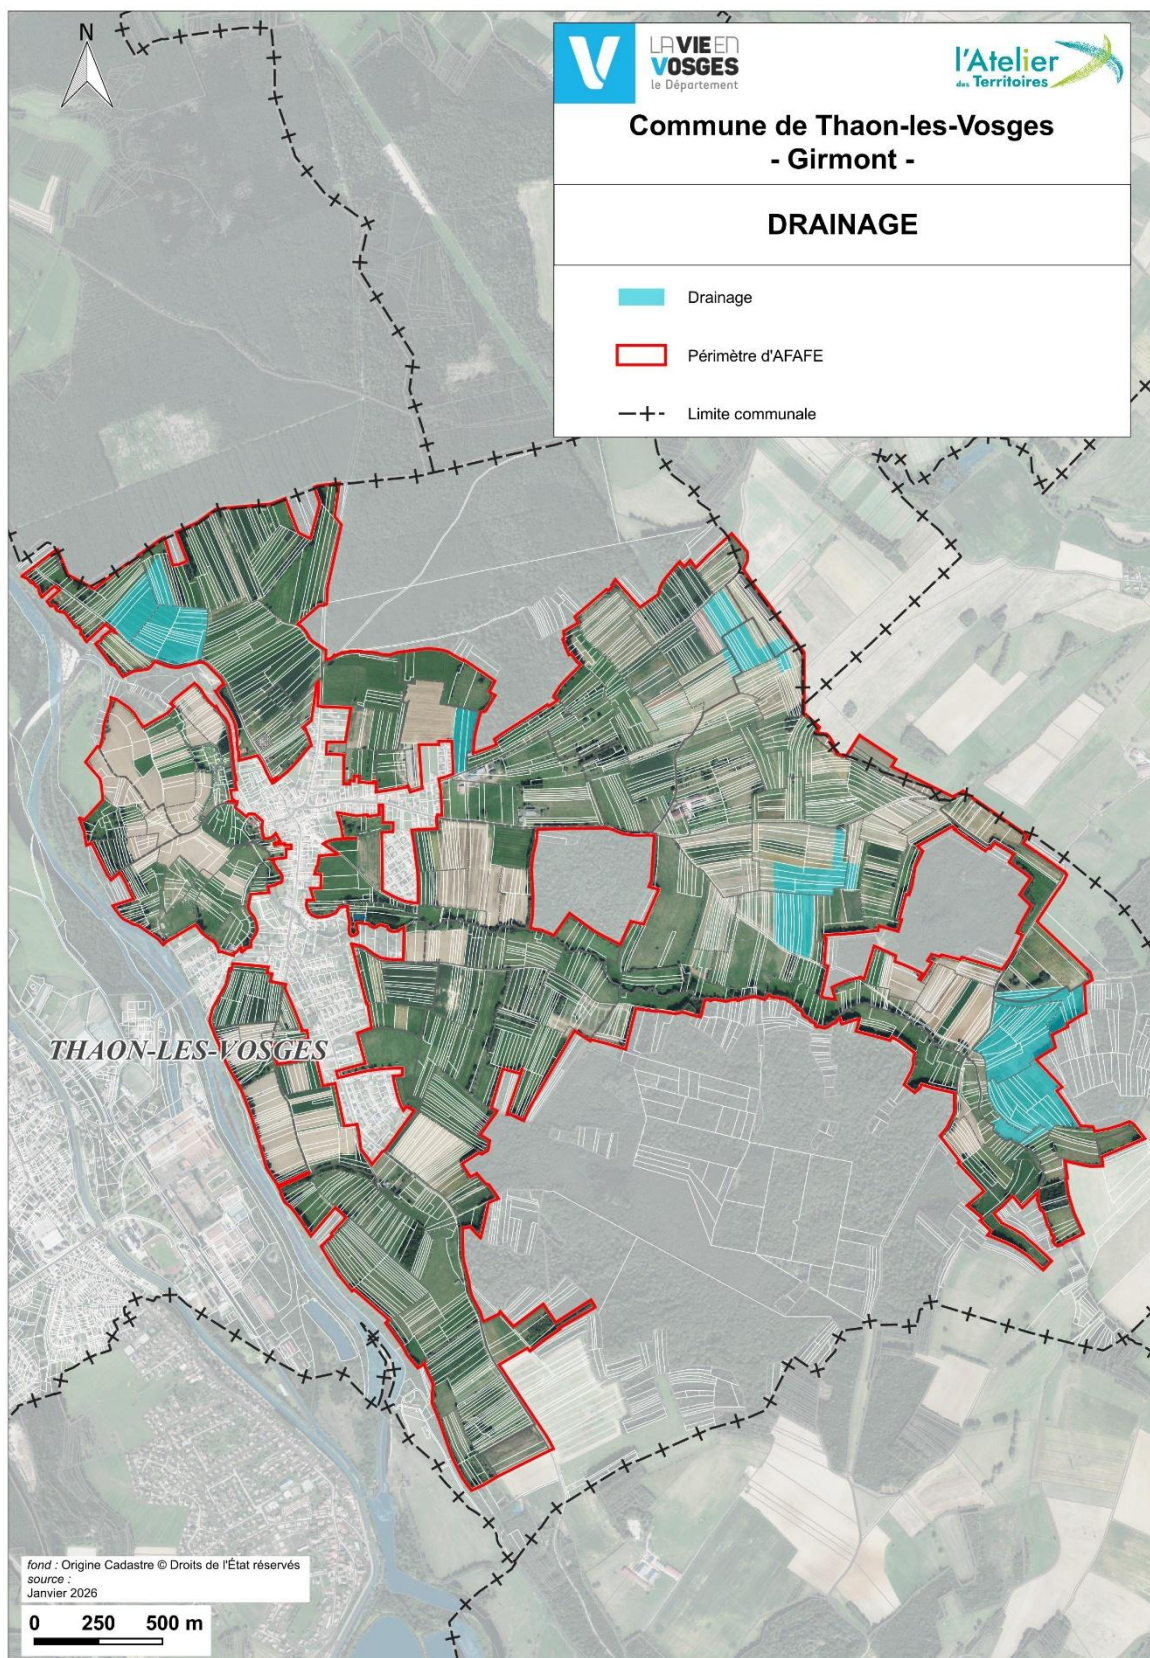 N
LA VIE EN
VOSGES
le Département
l'Atelier
des Territoires
Commune de Thaon-les-Vosges
- Girmont -
DRAINAGE
Drainage
Périmètre d'AFAFE
Limite communale
THAON-LES-VOSGES
fond : Origine Cadastre © Droits de l'État réservés
source :
Janvier 2026
0 250 500 m